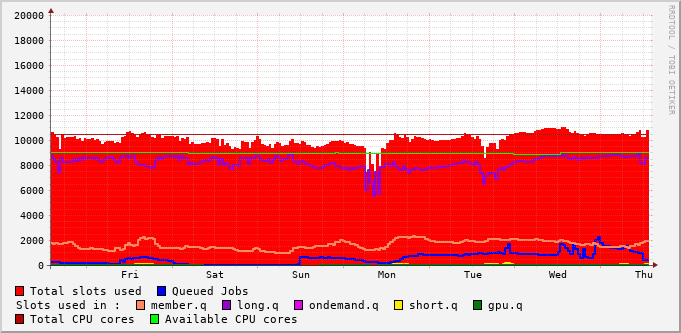 RRDTOOL / TOBI OETIKER
20000
18000
16000
14000
12000
10000
8000
6000
4000
2000
0
Fri Sat Sun Mon Tue Wed Thu
Total slots used Queued Jobs
Slots used in : member.q long.q ondemand.q short.q gpu.q
Total CPU cores Available CPU cores